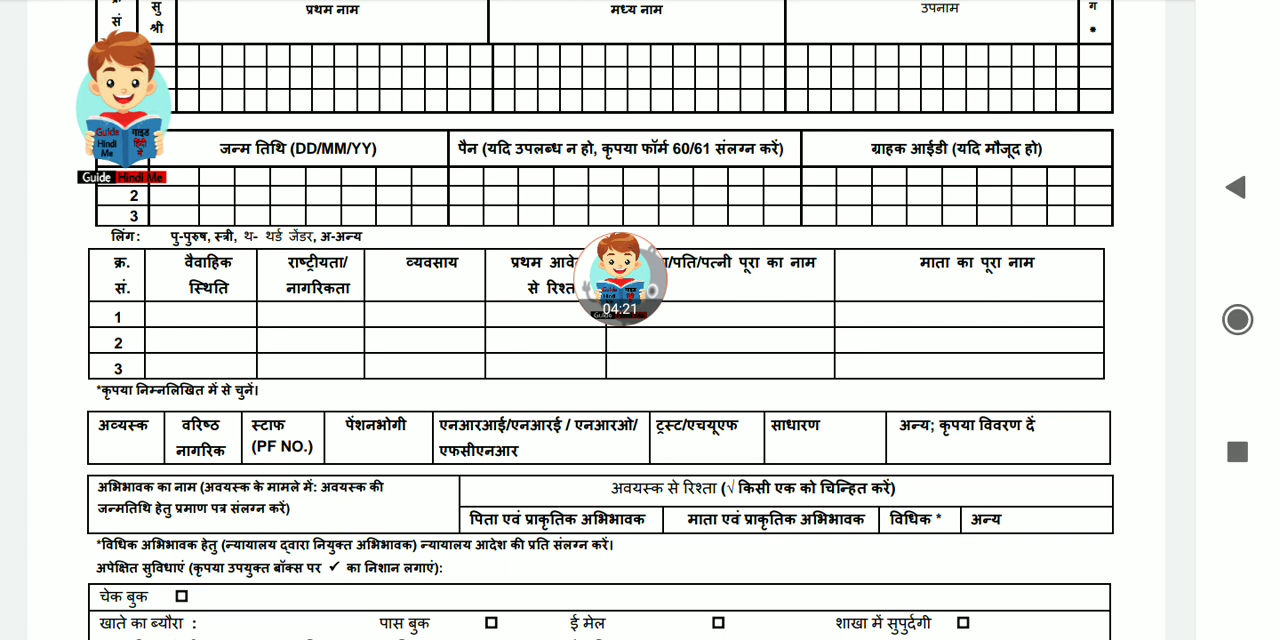 सं
सु
श्री
प्रथम नाम
मध्य नाम
उपनाम
ग
*
जन्म तिथि (DD/MM/YY)
पैन (यदि उपलब्ध न हो, कृपया फॉर्म 60/61 संलग्न करें)
ग्राहक आईडी (यदि मौजूद हो)
Guide गाइड
Hindi हिंदी
Me में
Guide Hindi Me
2
3
लिंग: पु-पुरुष, स्त्री, थ- थर्ड जेंडर, अ-अन्य
क्र. सं.
वैवाहिक स्थिति
राष्ट्रीयता/ नागरिकता
व्यवसाय
प्रथम
से
/पति/पत्नी पूरा का नाम
माता का पूरा नाम
04:21
1
2
3
*कृपया निम्नलिखित में से चुनें।
अव्यस्क
वरिष्ठ नागरिक
स्टाफ (PF NO.)
पेंशनभोगी
एनआरआई/एनआरई / एनआरओ/ एफसीएनआर
ट्रस्ट/एचयूएफ
साधारण
अन्य; कृपया विवरण दें
अभिभावक का नाम (अवयस्क के मामले में: अवयस्क की
जन्मतिथि हेतु प्रमाण पत्र संलग्न करें)
अवयस्क से रिश्ता (√ किसी एक को चिन्हित करें)
पिता एवं प्राकृतिक अभिभावक
माता एवं प्राकृतिक अभिभावक
विधिक *
अन्य
*विधिक अभिभावक हेतु (न्यायालय द्वारा नियुक्त अभिभावक) न्यायालय आदेश की प्रति संलग्न करें।
अपेक्षित सुविधाएं (कृपया उपयुक्त बॉक्स पर ✓ का निशान लगाएं):
चेक बुक
खाते का ब्यौरा : पास बुक ई मेल शाखा में सुपुर्दगी